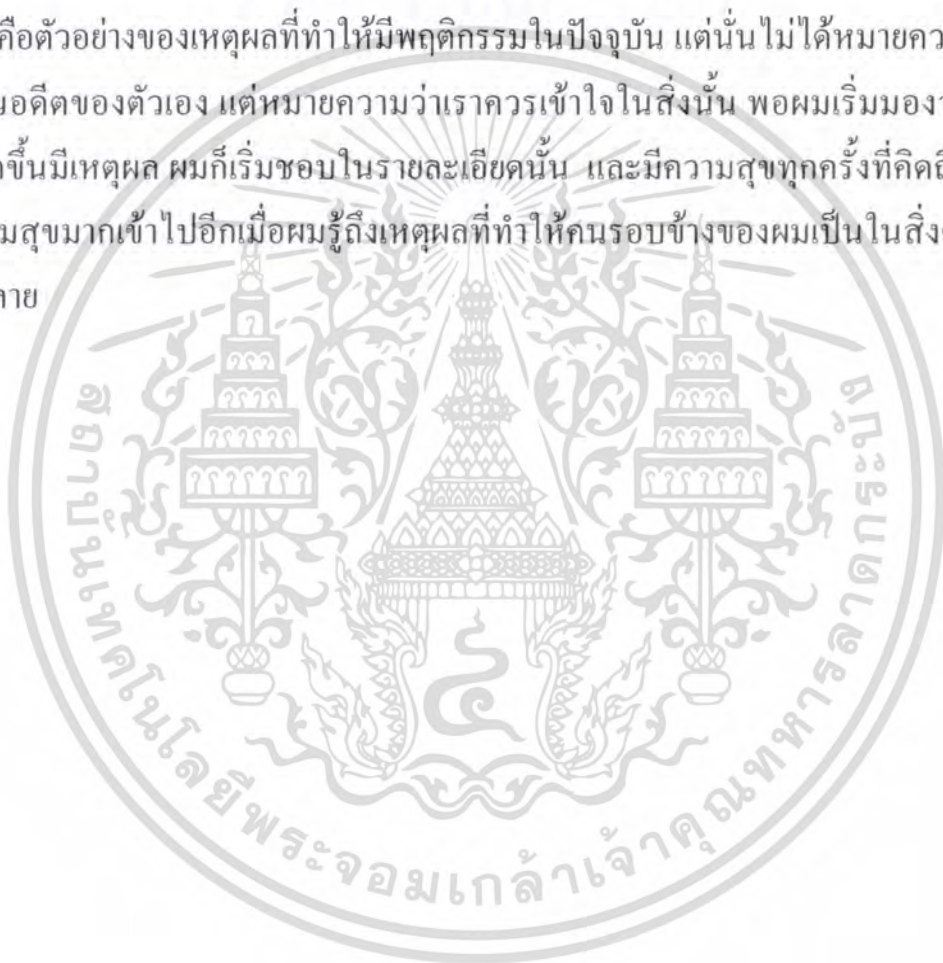 คือตัวอย่างของเหตุผลที่ทำให้มีพฤติกรรมในปัจจุบัน แต่นั่นไม่ได้หมายคว
อดีตของตัวเอง แต่หมายความว่าเราควรเข้าใจในสิ่งนั้น พอผมเริ่มมอง
ขึ้นมีเหตุผล ผมก็เริ่มชอบในรายละเอียดนั้น และมีความสุขทุกครั้งที่คิด
มสุขมากเข้าไปอีกเมื่อผมรู้ถึงเหตุผลที่ทำให้คนรอบข้างของผมเป็นในสิ่ง
าย
สถาบันเทคโนโลยีพระจอมเกล้าเจ้าคุณทหารลาดกระบัง
๔